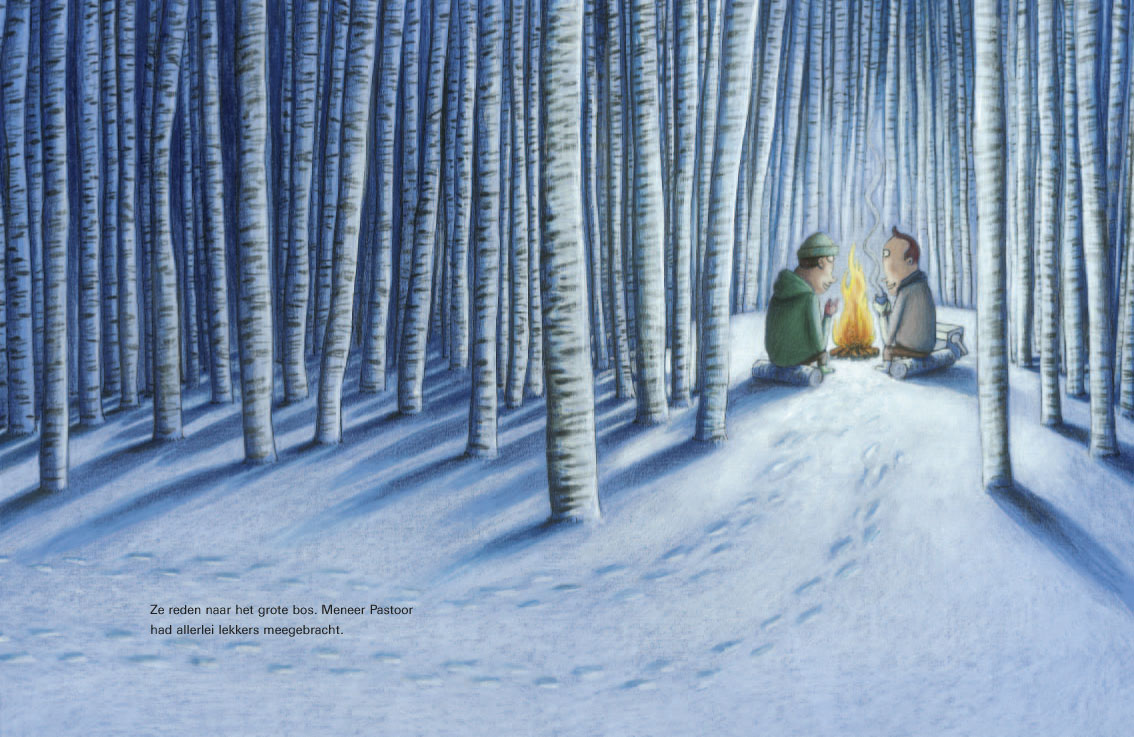 Ze reden naar het grote bos. Meneer Pastoor
had allerlei lekkers meegebracht.